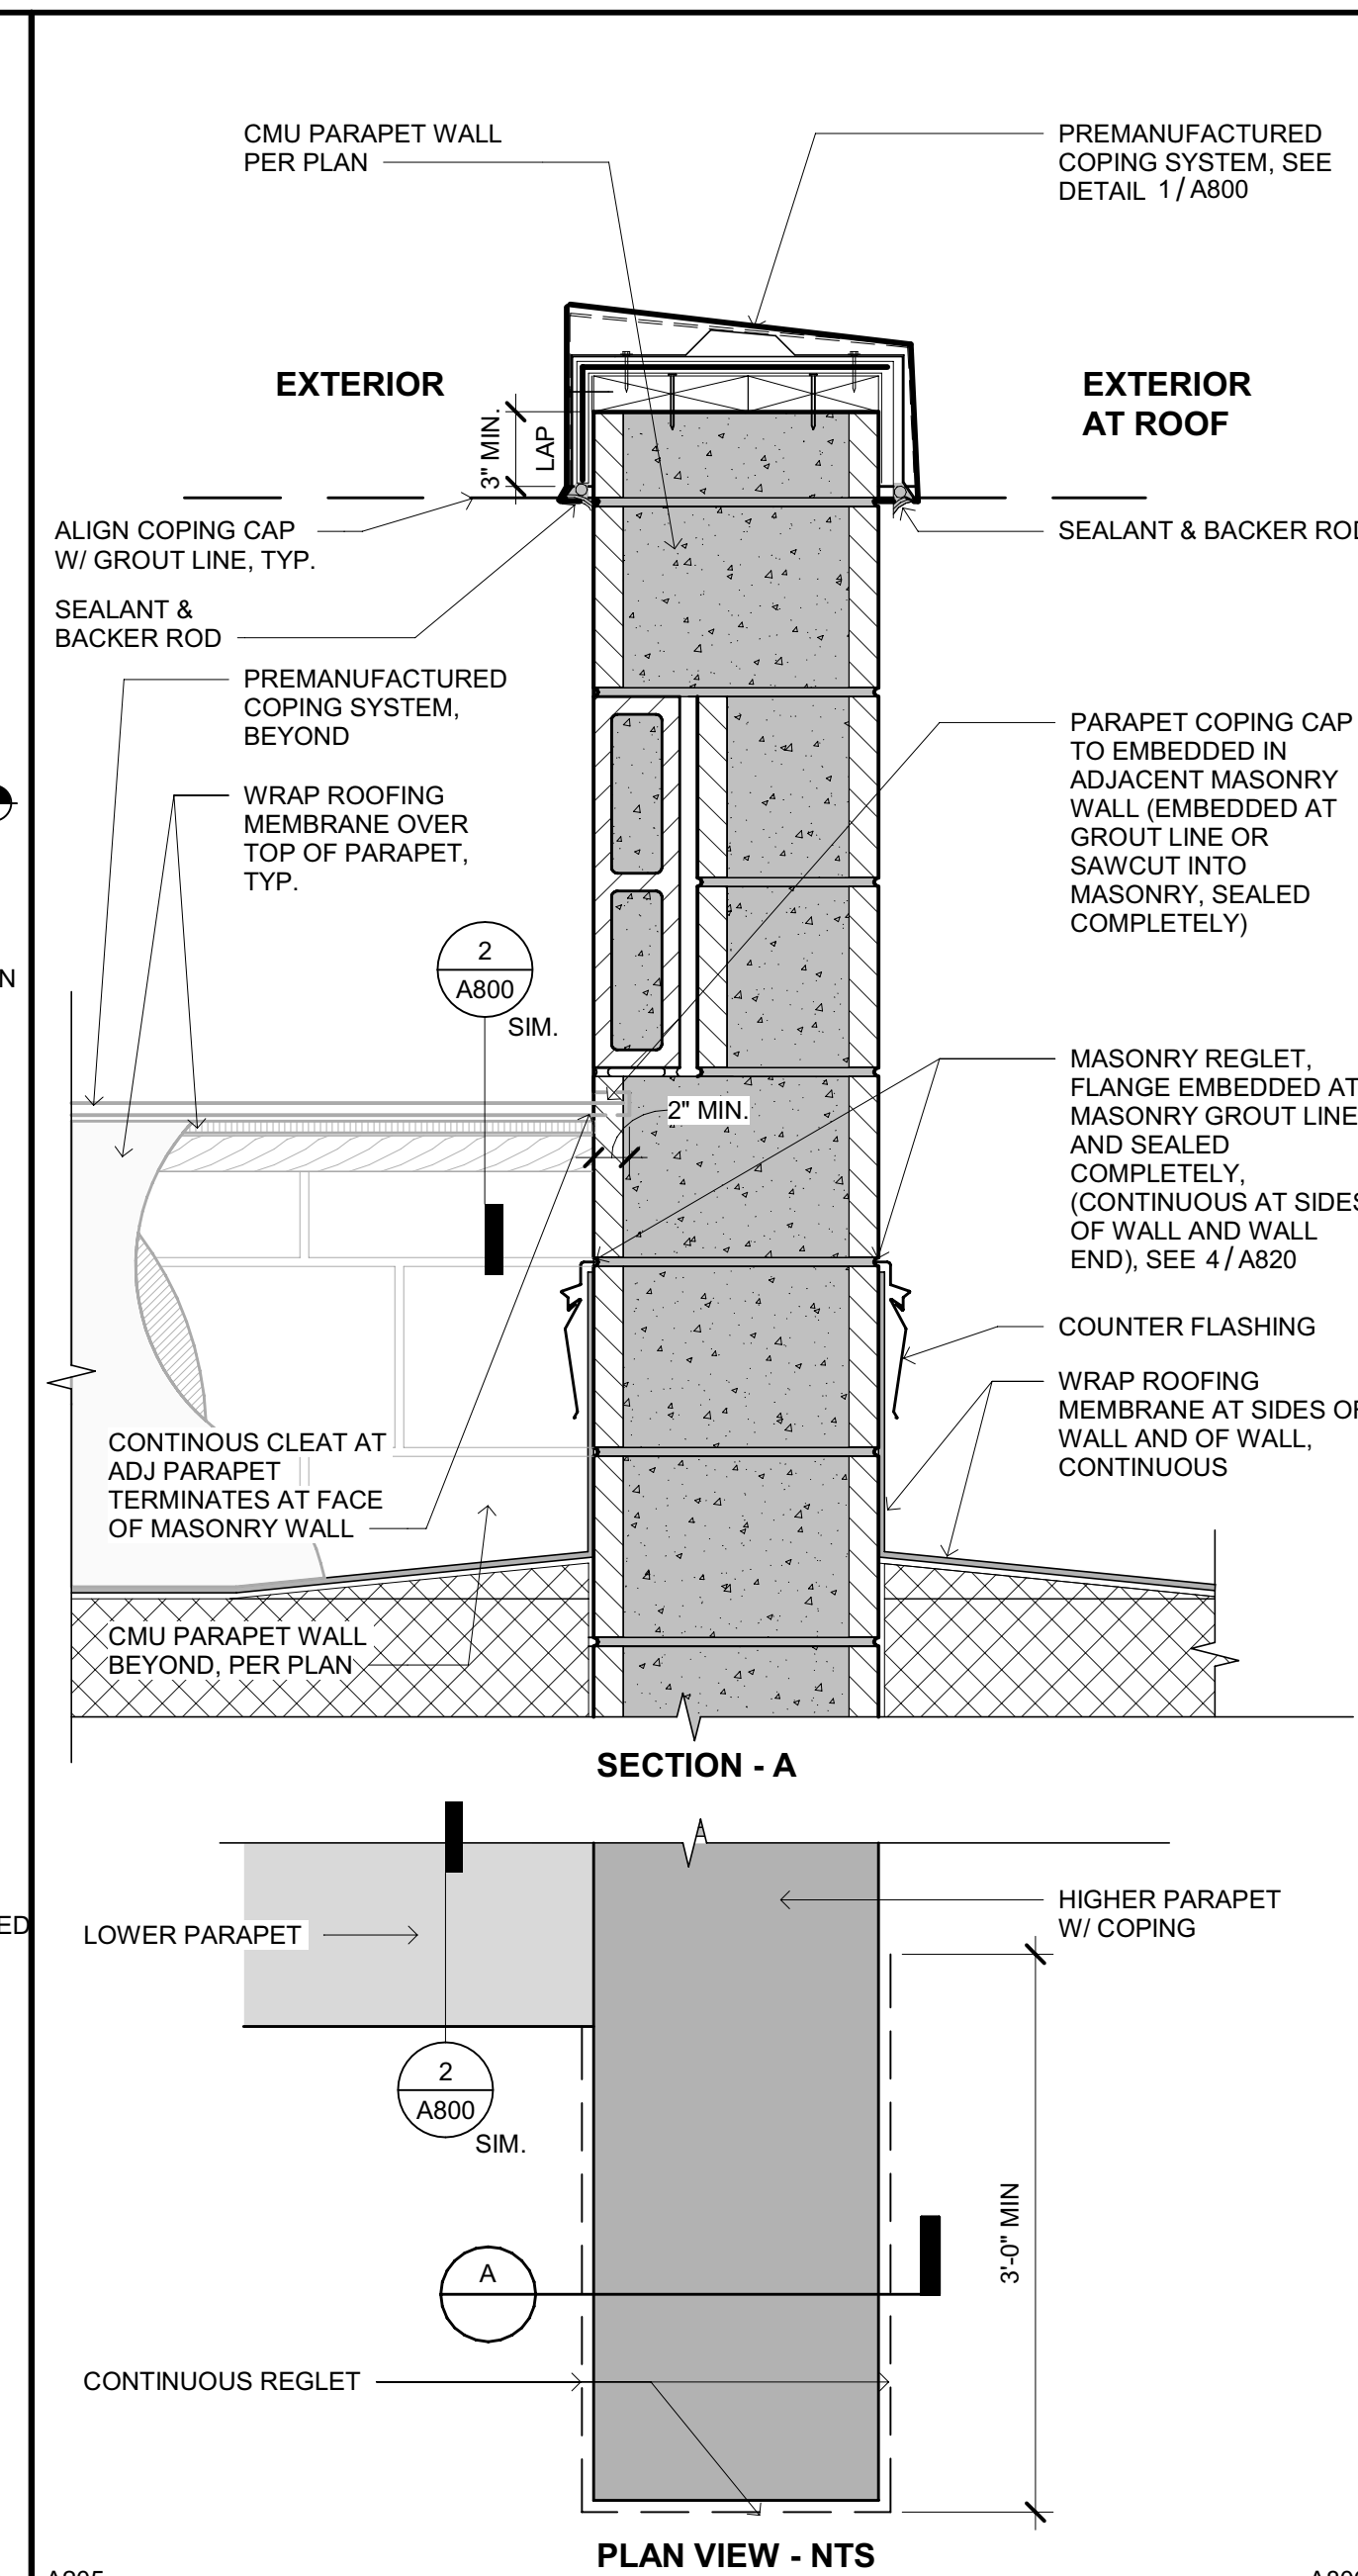 CMU PARAPET WALL
PER PLAN
PREMANUFACTURED
COPING SYSTEM, SEE
DETAIL 1 / A800
EXTERIOR
EXTERIOR
AT ROOF
3" MIN.
LAP
ALIGN COPING CAP
W/ GROUT LINE, TYP.
SEALANT & BACKER ROD
SEALANT &
BACKER ROD
PREMANUFACTURED
COPING SYSTEM,
BEYOND
PARAPET COPING CAP
TO EMBEDDED IN
ADJACENT MASONRY
WALL (EMBEDDED AT
GROUT LINE OR
SAWCUT INTO
MASONRY, SEALED
COMPLETELY)
WRAP ROOFING
MEMBRANE OVER
TOP OF PARAPET,
TYP.
N
2
A800
SIM.
2" MIN.
MASONRY REGLET,
FLANGE EMBEDDED AT
MASONRY GROUT LINE
AND SEALED
COMPLETELY,
(CONTINUOUS AT SIDES
OF WALL AND WALL
END), SEE 4 / A820
COUNTER FLASHING
WRAP ROOFING
MEMBRANE AT SIDES OF
WALL AND OF WALL,
CONTINUOUS
CONTINOUS CLEAT AT
ADJ PARAPET
TERMINATES AT FACE
OF MASONRY WALL
CMU PARAPET WALL
BEYOND, PER PLAN
SECTION - A
HIGHER PARAPET
W/ COPING
ED
LOWER PARAPET
2
A800
SIM.
3'-0" MIN
A
CONTINUOUS REGLET
PLAN VIEW - NTS